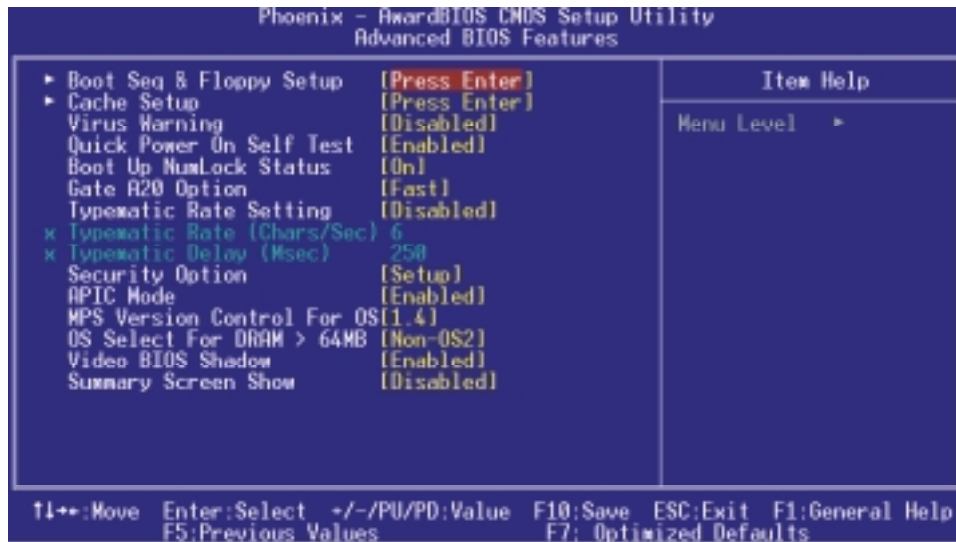 Phoenix - AwardBIOS CMOS Setup Utility
Advanced BIOS Features
▶ Boot Seq & Floppy Setup [Press Enter]
▶ Cache Setup [Press Enter]
Virus Warning [Disabled]
Quick Power On Self Test [Enabled]
Boot Up NumLock Status [On]
Gate A20 Option [Fast]
Typematic Rate Setting [Disabled]
x Typematic Rate (Chars/Sec) 6
x Typematic Delay (Msec) 250
Security Option [Setup]
APIC Mode [Enabled]
MPS Version Control For OS[1.4]
OS Select For DRAM > 64MB [Non-OS2]
Video BIOS Shadow [Enabled]
Summary Screen Show [Disabled]
Item Help
Menu Level ▶
↑↓→←:Move Enter:Select +/-/PU/PD:Value F10:Save ESC:Exit F1:General Help
F5:Previous Values F7: Optimized Defaults